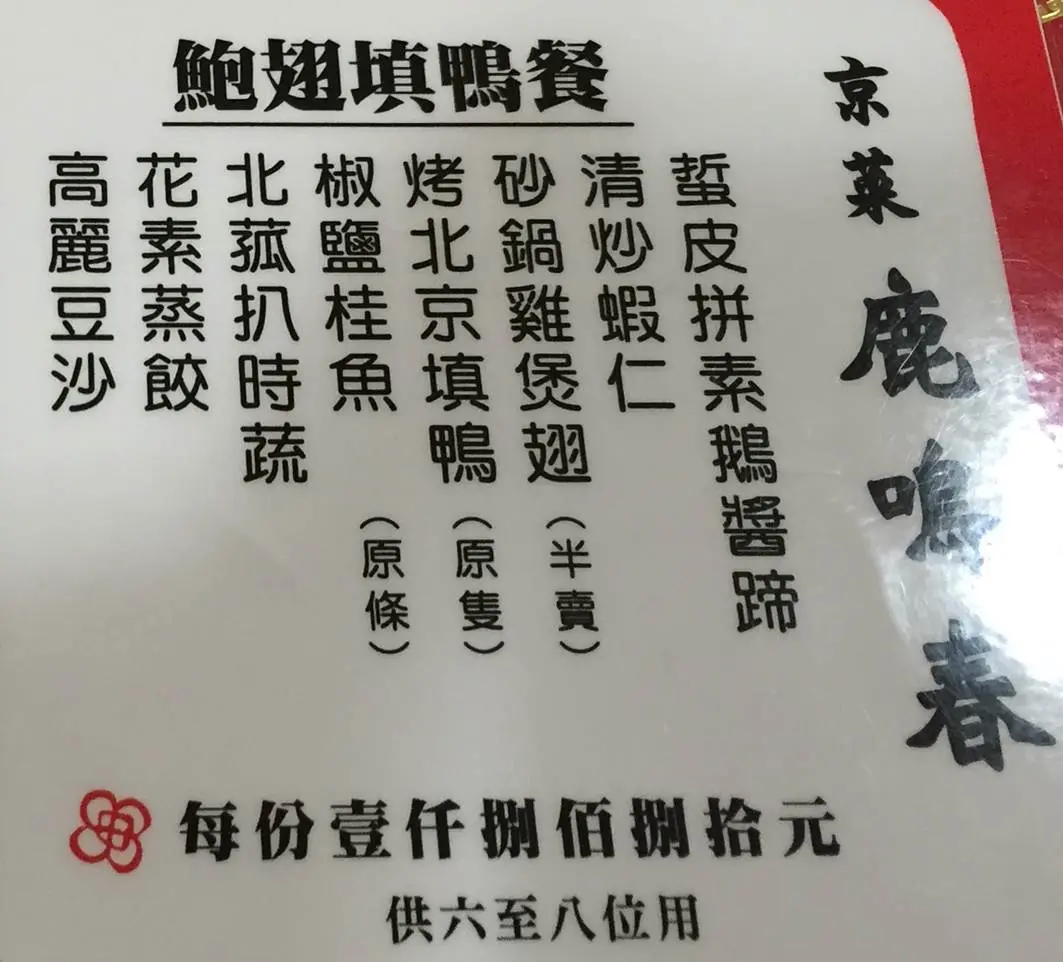 京菜 鹿鳴春
鮑翅填鴨餐
蜇皮拼素鵝醬蹄
清炒蝦仁
砂鍋雞煲翅(半賣)
烤北京填鴨(原隻)
椒鹽桂魚(原條)
北菰扒時蔬
花素蒸餃
高麗豆沙
每份壹仟捌佰捌拾元
供六至八位用